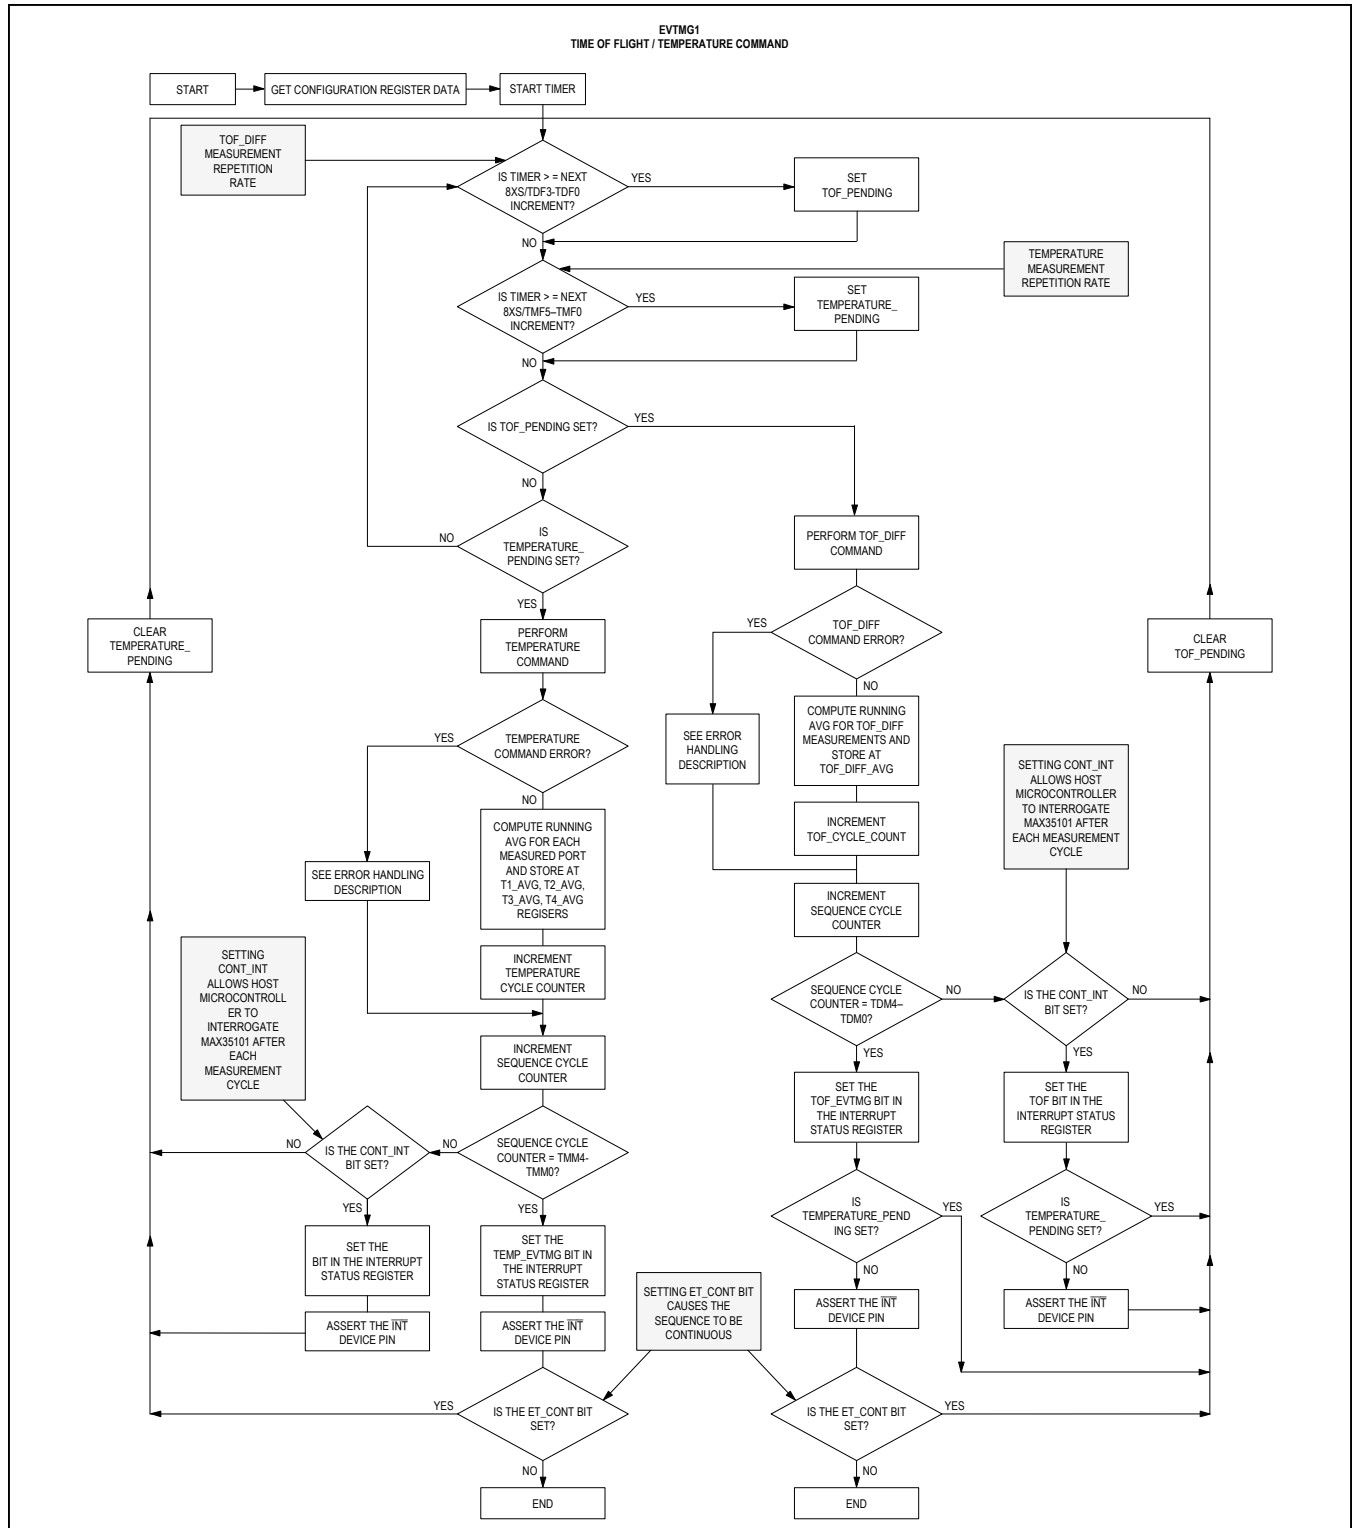 EVTMG1
TIME OF FLIGHT / TEMPERATURE COMMAND
START
GET CONFIGURATION REGISTER DATA
START TIMER
TOF_DIFF
MEASUREMENT
REPETITION
RATE
IS TIMER > = NEXT
8XS/TDF3-TDF0
INCREMENT?
YES
SET
TOF_PENDING
NO
TEMPERATURE
MEASUREMENT
REPETITION RATE
IS TIMER > = NEXT
8XS/TMF5–TMF0
INCREMENT?
YES
SET
TEMPERATURE_
PENDING
NO
IS TOF_PENDING SET?
YES
NO
IS
TEMPERATURE_
PENDING SET?
NO
YES
PERFORM TOF_DIFF
COMMAND
CLEAR
TEMPERATURE_
PENDING
PERFORM
TEMPERATURE
COMMAND
YES
TOF_DIFF
COMMAND ERROR?
NO
CLEAR
TOF_PENDING
YES
TEMPERATURE
COMMAND ERROR?
NO
SEE ERROR
HANDLING
DESCRIPTION
COMPUTE RUNNING
AVG FOR TOF_DIFF
MEASUREMENTS AND
STORE AT
TOF_DIFF_AVG
SETTING CONT_INT
ALLOWS HOST
MICROCONTROLLER
TO INTERROGATE
MAX35101 AFTER
EACH MEASUREMENT
CYCLE
SEE ERROR HANDLING
DESCRIPTION
COMPUTE RUNNING
AVG FOR EACH
MEASURED PORT
AND STORE AT
T1_AVG, T2_AVG,
T3_AVG, T4_AVG
REGISERS
INCREMENT
TOF_CYCLE_COUNT
INCREMENT
SEQUENCE CYCLE
COUNTER
SETTING
CONT_INT
ALLOWS HOST
MICROCONTROLL
ER TO
INTERROGATE
MAX35101 AFTER
EACH
MEASUREMENT
CYCLE
INCREMENT
TEMPERATURE
CYCLE COUNTER
SEQUENCE CYCLE
COUNTER = TDM4–
TDM0?
NO
YES
IS THE CONT_INT
BIT SET?
NO
YES
INCREMENT
SEQUENCE CYCLE
COUNTER
SET THE
TOF_EVTMG BIT IN
THE INTERRUPT
STATUS REGISTER
SET THE
TOF BIT IN THE
INTERRUPT STATUS
REGISTER
NO
IS THE CONT_INT
BIT SET?
YES
NO
SEQUENCE CYCLE
COUNTER = TMM4-
TMM0?
YES
IS
TEMPERATURE_PEND
ING SET?
YES
NO
IS
TEMPERATURE_
PENDING SET?
YES
NO
SET THE
BIT IN THE INTERRUPT
STATUS REGISTER
SET THE
TEMP_EVTMG BIT IN
THE INTERRUPT
STATUS REGISTER
SETTING ET_CONT BIT
CAUSES THE
SEQUENCE TO BE
CONTINUOUS
ASSERT THE INT
DEVICE PIN
ASSERT THE INT
DEVICE PIN
ASSERT THE INT
DEVICE PIN
ASSERT THE INT
DEVICE PIN
YES
IS THE ET_CONT BIT
SET?
NO
IS THE ET_CONT BIT
SET?
YES
NO
END
END